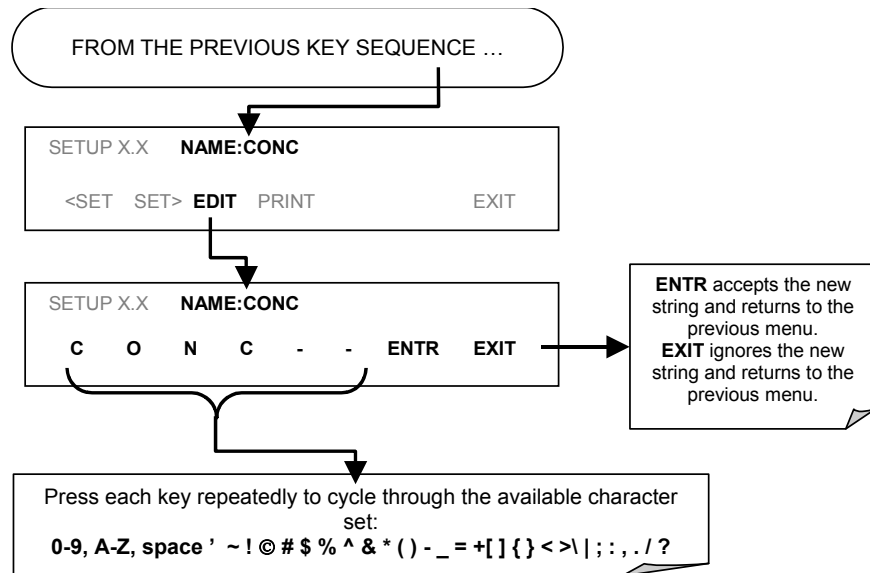 FROM THE PREVIOUS KEY SEQUENCE …
SETUP X.X NAME:CONC
<SET SET> EDIT PRINT EXIT
SETUP X.X NAME:CONC
C O N C - - ENTR EXIT
ENTR accepts the new
string and returns to the
previous menu.
EXIT ignores the new
string and returns to the
previous menu.
Press each key repeatedly to cycle through the available character
set:
0-9, A-Z, space ’ ~ ! © # $ % ^ & * ( ) - _ = +[ ] { } < >\ | ; : , . / ?